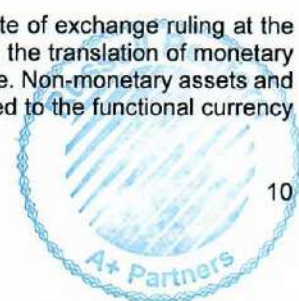 te of exchange ruling at the
the translation of monetary
e. Non-monetary assets and
ed to the functional currency
10
A+ Partners